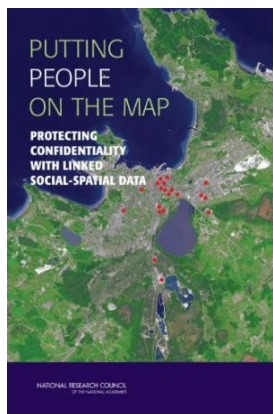 PUTTING
PEOPLE
ON THE MAP
PROTECTING
CONFIDENTIALITY
WITH LINKED
SOCIAL-SPATIAL DATA
NATIONAL RESEARCH COUNCIL
OF THE NATIONAL ACADEMIES